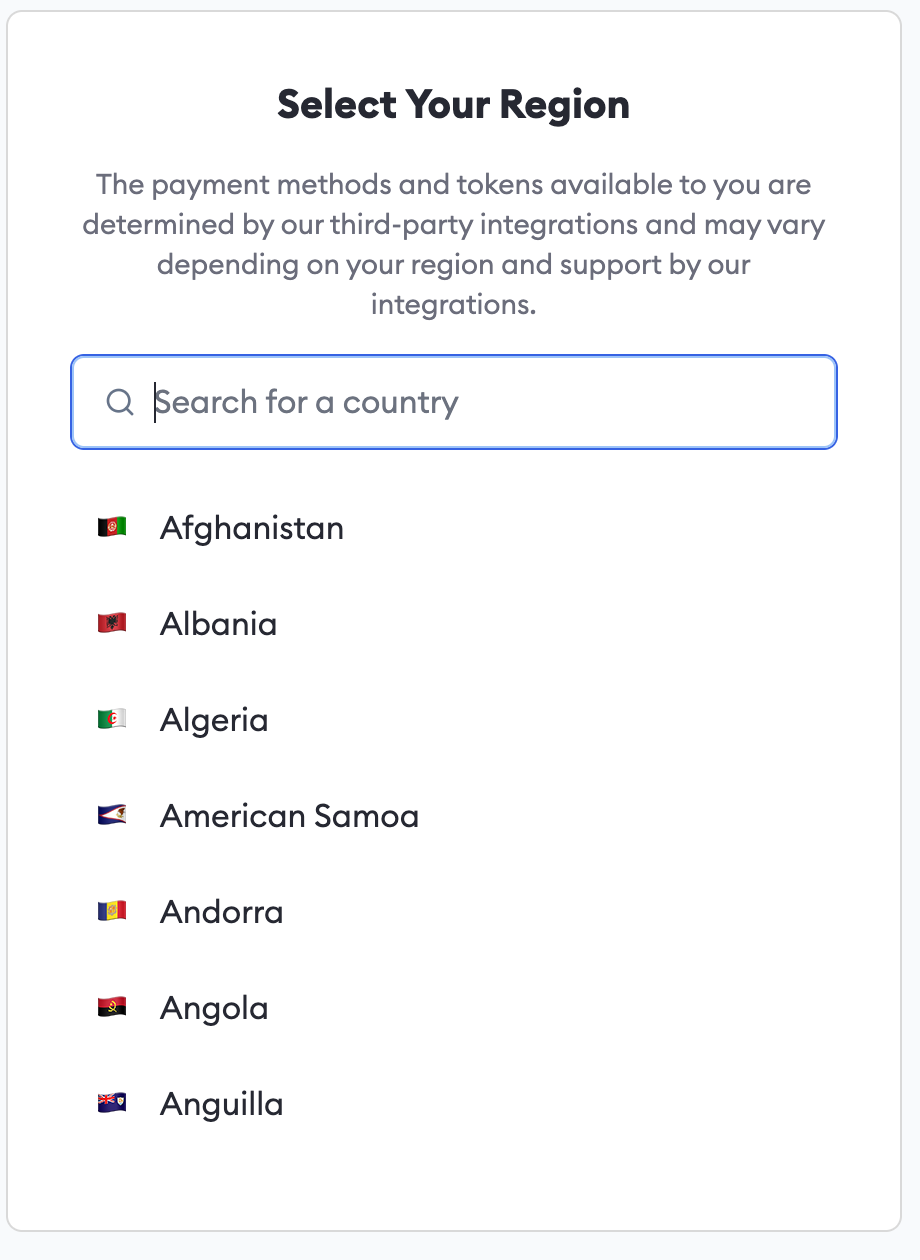 Select Your Region
The payment methods and tokens available to you are
determined by our third-party integrations and may vary
depending on your region and support by our
integrations.
Search for a country
Afghanistan
Albania
Algeria
American Samoa
Andorra
Angola
Anguilla